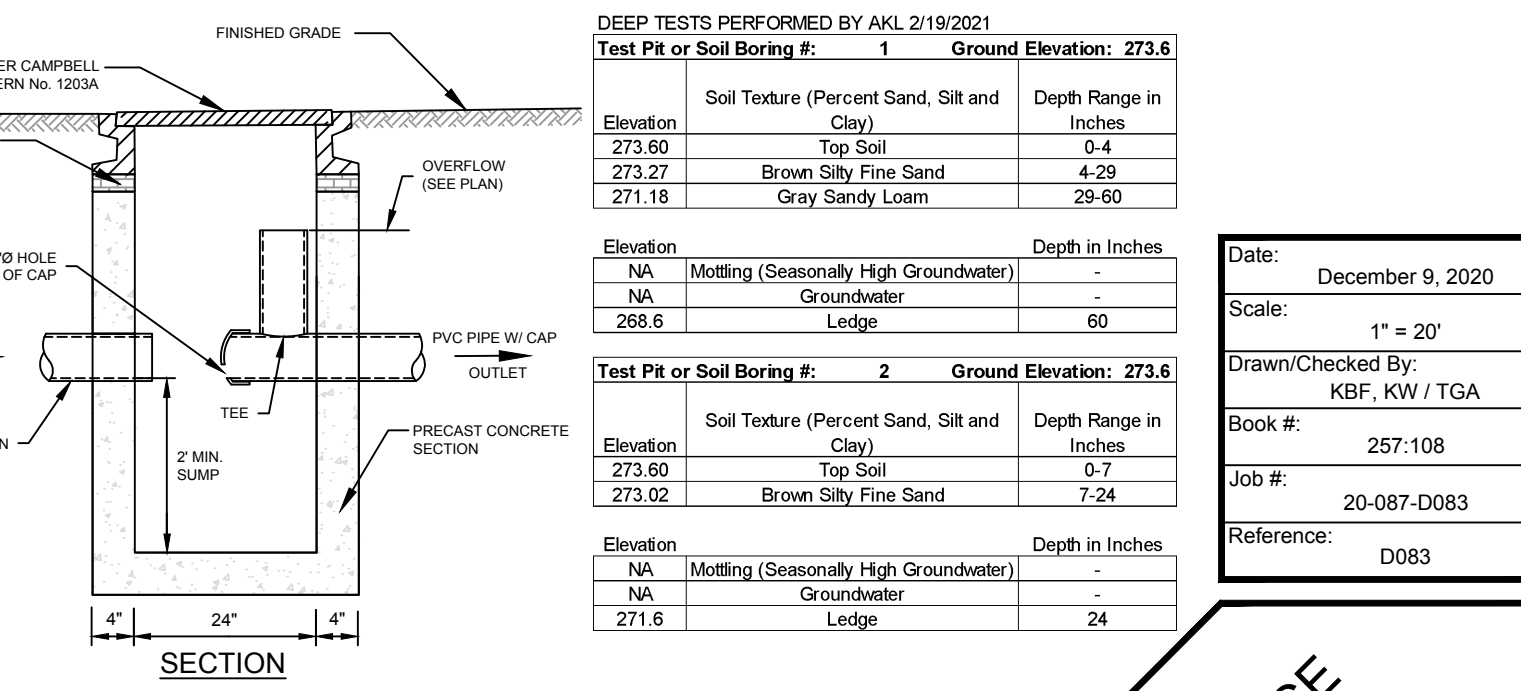 FINISHED GRADE
ER CAMPBELL
ERN No. 1203A
OVERFLOW
(SEE PLAN)
"Ø HOLE
OF CAP
PVC PIPE W/ CAP
OUTLET
TEE
N
2' MIN.
SUMP
PRECAST CONCRETE
SECTION
4" 24" 4"
SECTION
DEEP TESTS PERFORMED BY AKL 2/19/2021
Test Pit or Soil Boring #: 1 Ground Elevation: 273.6
Elevation Soil Texture (Percent Sand, Silt and Clay) Depth Range in Inches
273.60 Top Soil 0-4
273.27 Brown Silty Fine Sand 4-29
271.18 Gray Sandy Loam 29-60
Elevation Depth in Inches
NA Mottling (Seasonally High Groundwater) -
NA Groundwater -
268.6 Ledge 60
Test Pit or Soil Boring #: 2 Ground Elevation: 273.6
Elevation Soil Texture (Percent Sand, Silt and Clay) Depth Range in Inches
273.60 Top Soil 0-7
273.02 Brown Silty Fine Sand 7-24
Elevation Depth in Inches
NA Mottling (Seasonally High Groundwater) -
NA Groundwater -
271.6 Ledge 24
Date:
December 9, 2020
Scale:
1" = 20'
Drawn/Checked By:
KBF, KW / TGA
Book #:
257:108
Job #:
20-087-D083
Reference:
D083
SE